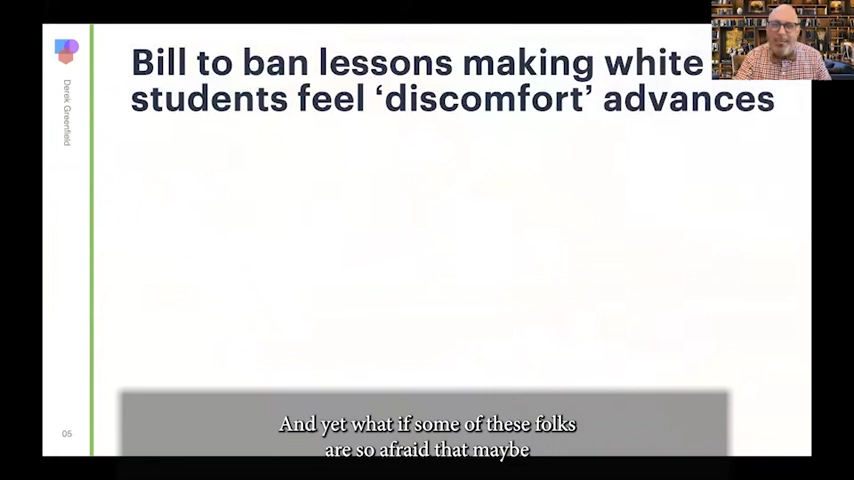 Bill to ban lessons making white
students feel ‘discomfort’ advances
Derek Greenfield
05
And yet what if some of these folks
are so afraid that maybe